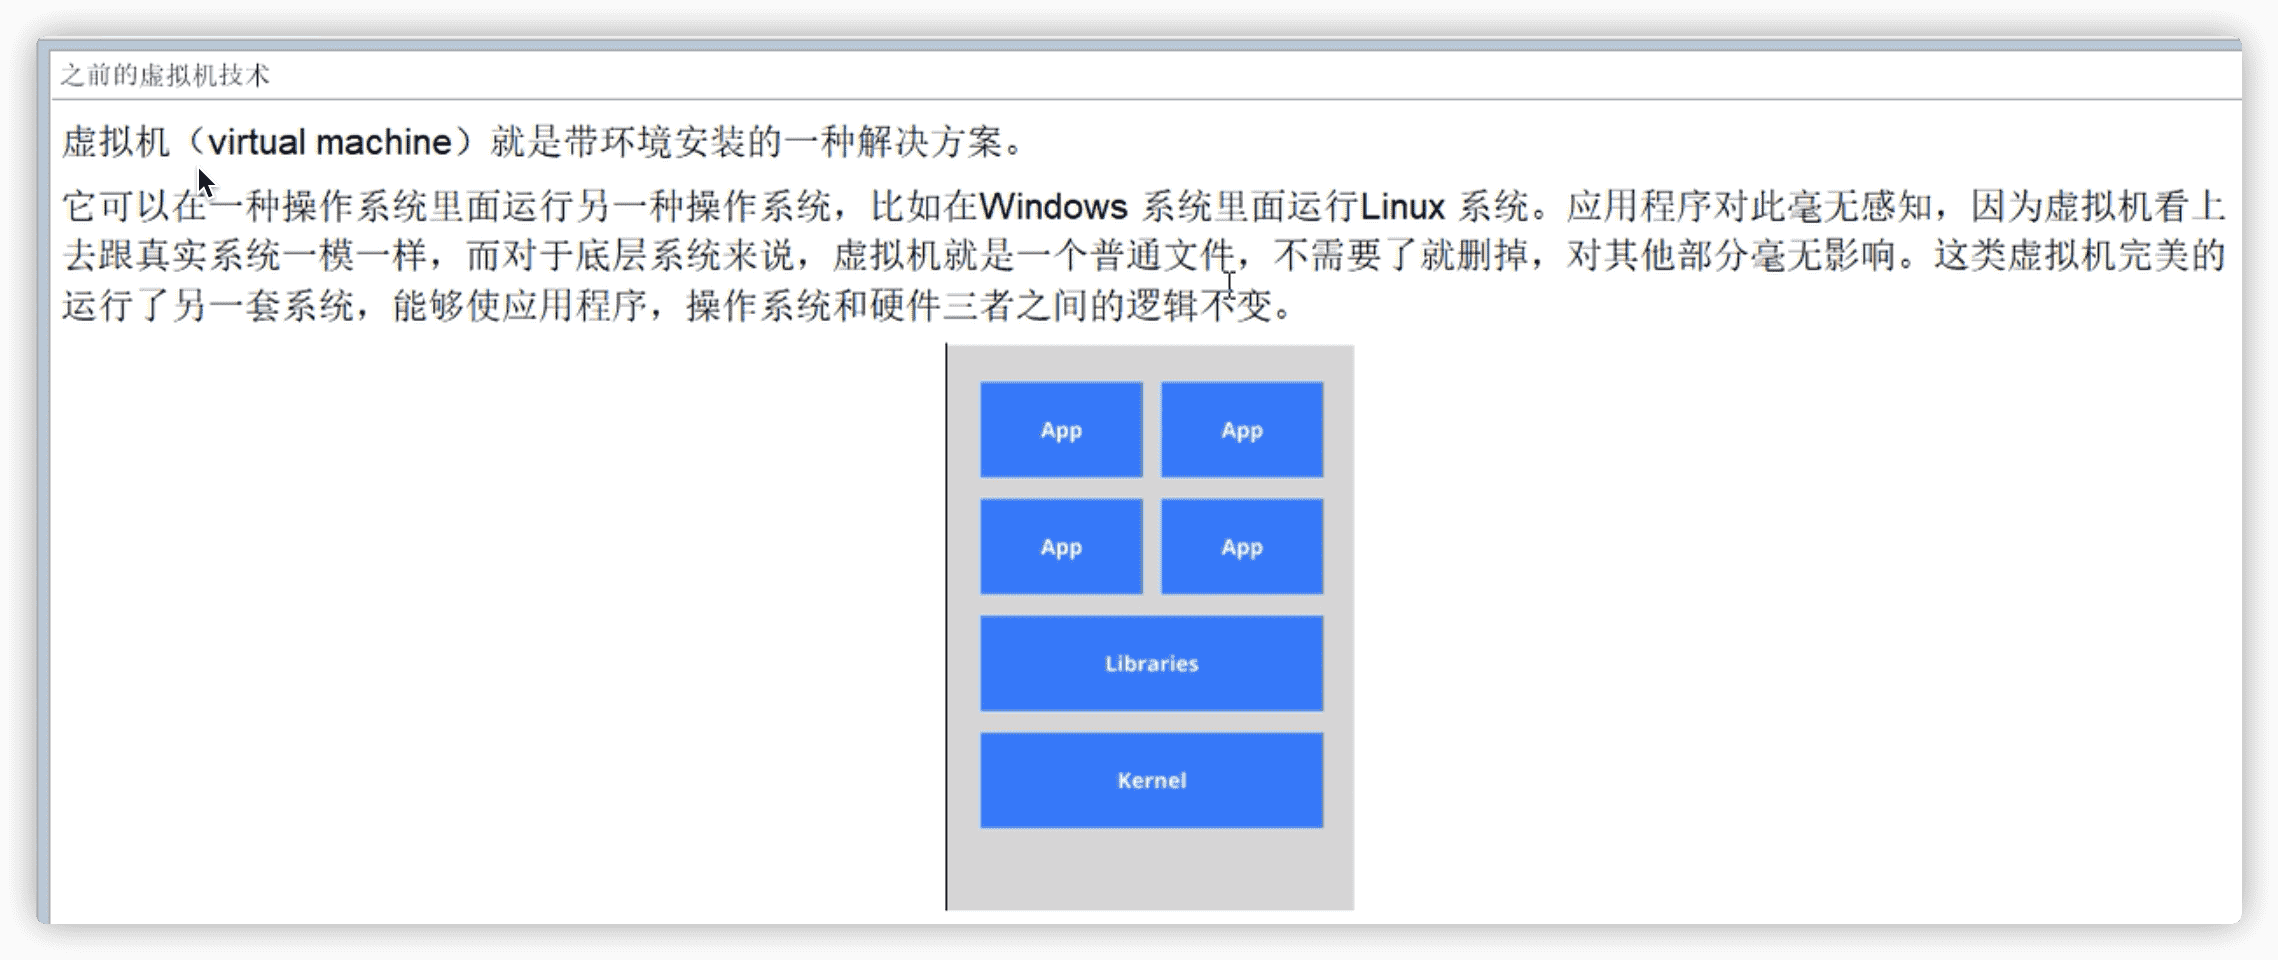 之前的虚拟机技术
虚拟机（virtual machine）就是带环境安装的一种解决方案。
它可以在一种操作系统里面运行另一种操作系统，比如在Windows 系统里面运行Linux 系统。应用程序对此毫无感知，因为虚拟机看上
去跟真实系统一模一样，而对于底层系统来说，虚拟机就是一个普通文件，不需要了就删掉，对其他部分毫无影响。这类虚拟机完美的
运行了另一套系统，能够使应用程序，操作系统和硬件三者之间的逻辑不变。
App App
App App
Libraries
Kernel